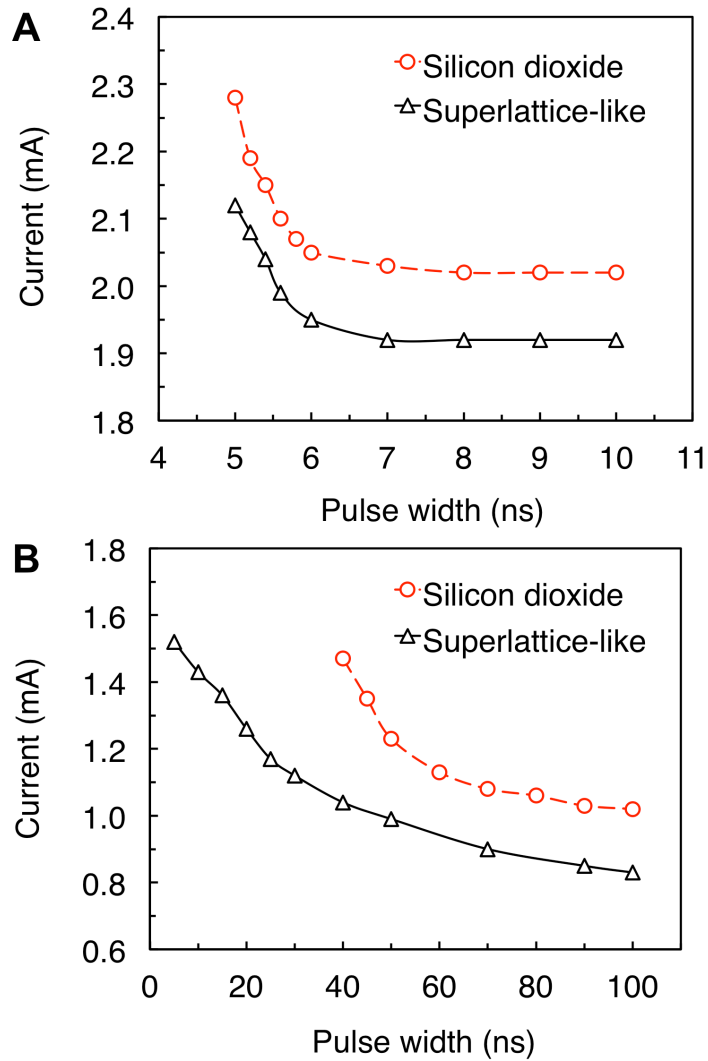 A
2.4
2.3
2.2
2.1
2.0
1.9
1.8
Current (mA)
Silicon dioxide
Superlattice-like
4 5 6 7 8 9 10 11
Pulse width (ns)
B
1.8
1.6
1.4
1.2
1.0
0.8
0.6
Current (mA)
Silicon dioxide
Superlattice-like
0 20 40 60 80 100
Pulse width (ns)